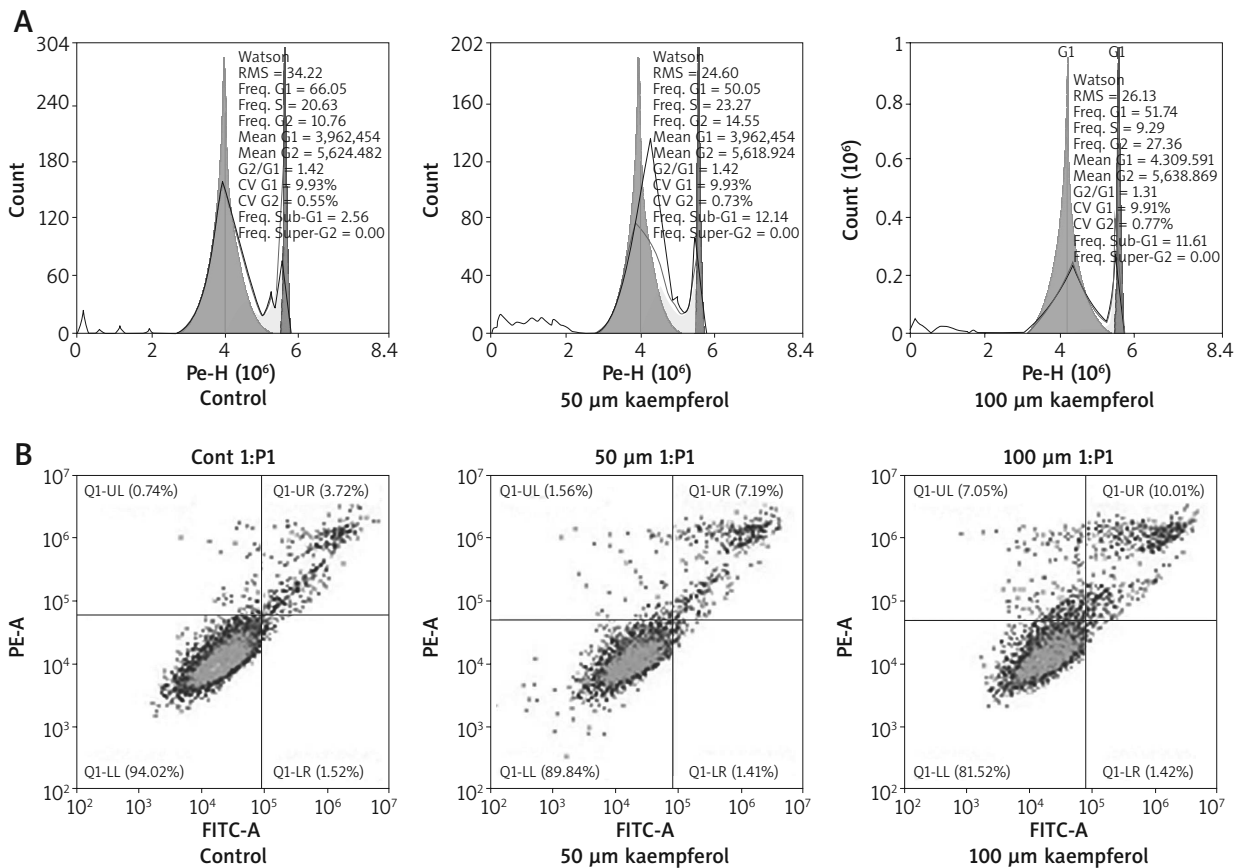 A
304
240
180
120
60
0
Count
Watson
RMS = 34.22
Freq. G1 = 66.05
Freq. S = 20.63
Freq. G2 = 10.76
Mean G1 = 3,962,454
Mean G2 = 5,624.482
G2/G1 = 1.42
CV G1 = 9.93%
CV G2 = 0.55%
Freq. Sub-G1 = 2.56
Freq. Super-G2 = 0.00
0 2 4 6 8.4
Pe-H (10⁶)
Control
202
160
120
80
40
0
Count
Watson
RMS = 24.60
Freq. G1 = 50.05
Freq. S = 23.27
Freq. G2 = 14.55
Mean G1 = 3,962,454
Mean G2 = 5,618.924
G2/G1 = 1.42
CV G1 = 9.93%
CV G2 = 0.73%
Freq. Sub-G1 = 12.14
Freq. Super-G2 = 0.00
0 2 4 6 8.4
Pe-H (10⁶)
50 μm kaempferol
1
0.8
0.6
0.4
0.2
0
Count (10⁶)
G1 G1
Watson
RMS = 26.13
Freq. G1 = 51.74
Freq. S = 9.29
Freq. G2 = 27.36
Mean G1 = 4.309.591
Mean G2 = 5,638.869
G2/G1 = 1.31
CV G1 = 9.91%
CV G2 = 0.77%
Freq. Sub-G1 = 11.61
Freq. Super-G2 = 0.00
0 2 4 6 8.4
Pe-H (10⁶)
100 μm kaempferol
B
Cont 1:P1
10⁷
10⁶
10⁵
10⁴
10³
10²
PE-A
Q1-UL (0.74%) Q1-UR (3.72%)
Q1-LL (94.02%) Q1-LR (1.52%)
10² 10³ 10⁴ 10⁵ 10⁶ 10⁷
FITC-A
Control
50 μm 1:P1
10⁷
10⁶
10⁵
10⁴
10³
10²
PE-A
Q1-UL (1.56%) Q1-UR (7.19%)
Q1-LL (89.84%) Q1-LR (1.41%)
10² 10³ 10⁴ 10⁵ 10⁶ 10⁷
FITC-A
50 μm kaempferol
100 μm 1:P1
10⁷
10⁶
10⁵
10⁴
10³
10²
PE-A
Q1-UL (7.05%) Q1-UR (10.01%)
Q1-LL (81.52%) Q1-LR (1.42%)
10² 10³ 10⁴ 10⁵ 10⁶ 10⁷
FITC-A
100 μm kaempferol